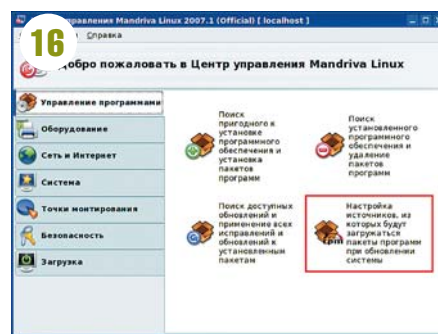 управления Mandriva Linux 2007.1 (Official) [ localhost ]
16
Справка
Добро пожаловать в Центр управления Mandriva Linux
Управление программами
Оборудование
Сеть и Интернет
Система
Точки монтирования
Безопасность
Загрузка
Поиск
пригодного к
установке
программного
обеспечения и
установка
пакетов
программ
Поиск
установленного
программного
обеспечения и
удаление
пакетов
программ
Поиск доступных
обновлений и
применение всех
исправлений и
обновлений к
установленным
пакетам
Настройка
источников, из
которых будут
загружаться
пакеты программ
при обновлении
системы
rpm